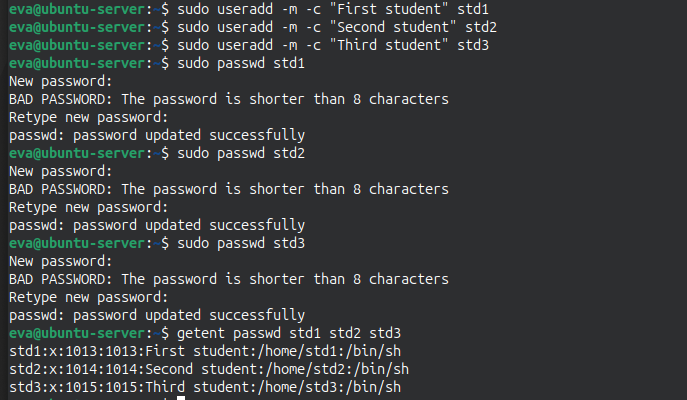 eva@ubuntu-server:~$ sudo useradd -m -c "First student" std1
eva@ubuntu-server:~$ sudo useradd -m -c "Second student" std2
eva@ubuntu-server:~$ sudo useradd -m -c "Third student" std3
eva@ubuntu-server:~$ sudo passwd std1
New password:
BAD PASSWORD: The password is shorter than 8 characters
Retype new password:
passwd: password updated successfully
eva@ubuntu-server:~$ sudo passwd std2
New password:
BAD PASSWORD: The password is shorter than 8 characters
Retype new password:
passwd: password updated successfully
eva@ubuntu-server:~$ sudo passwd std3
New password:
BAD PASSWORD: The password is shorter than 8 characters
Retype new password:
passwd: password updated successfully
eva@ubuntu-server:~$ getent passwd std1 std2 std3
std1:x:1013:1013:First student:/home/std1:/bin/sh
std2:x:1014:1014:Second student:/home/std2:/bin/sh
std3:x:1015:1015:Third student:/home/std3:/bin/sh